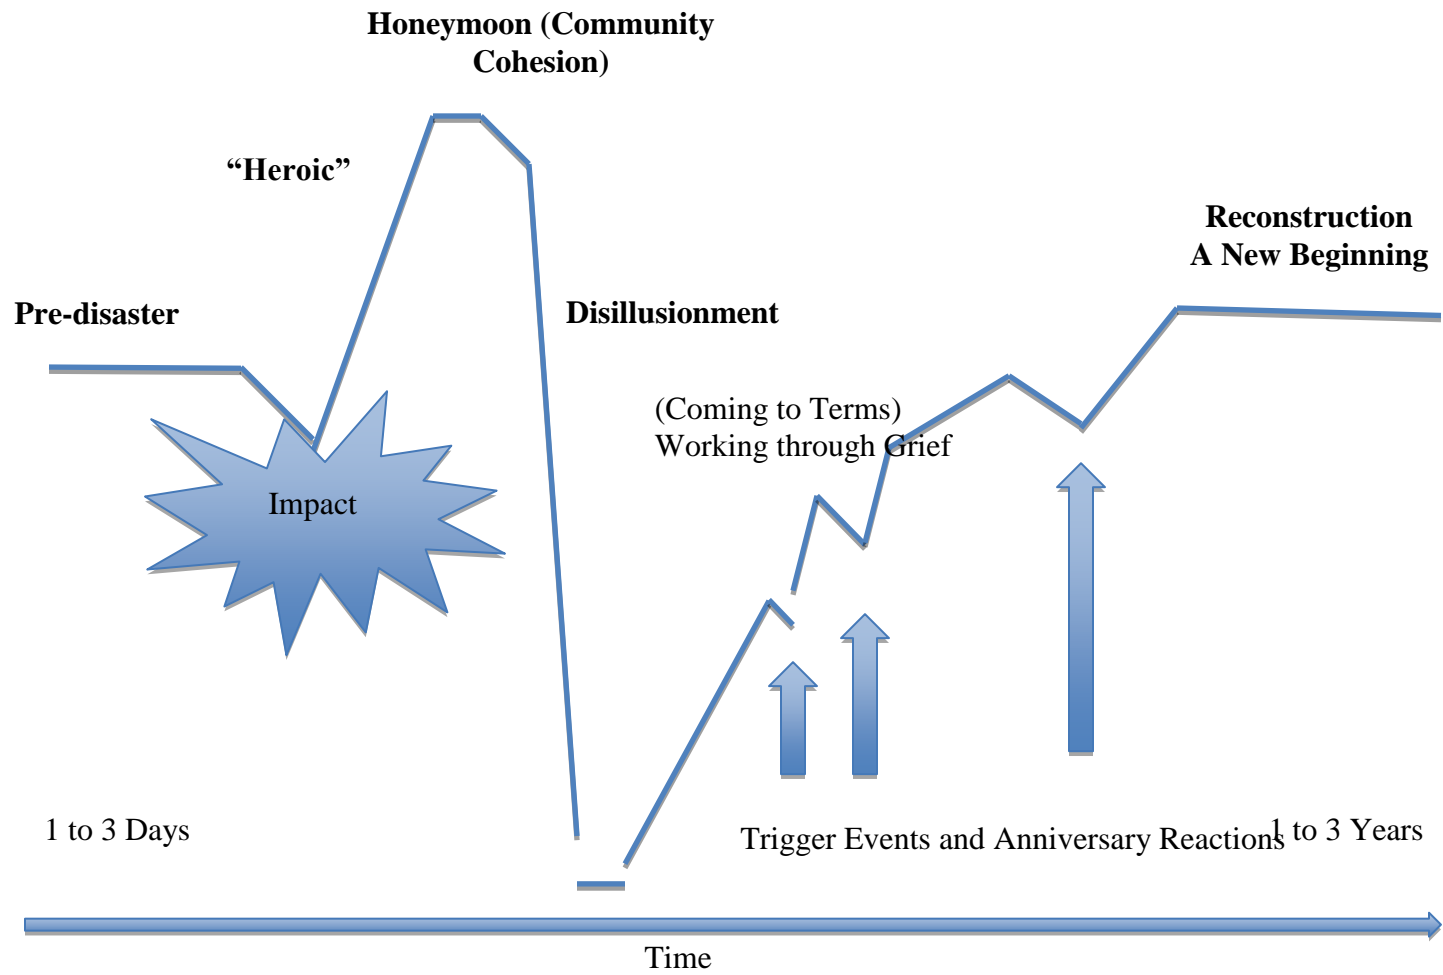 Honeymoon (Community
Cohesion)
“Heroic”
Reconstruction
A New Beginning
Pre-disaster
Disillusionment
(Coming to Terms)
Working through Grief
Impact
1 to 3 Days
Trigger Events and Anniversary Reactions
1 to 3 Years
Time